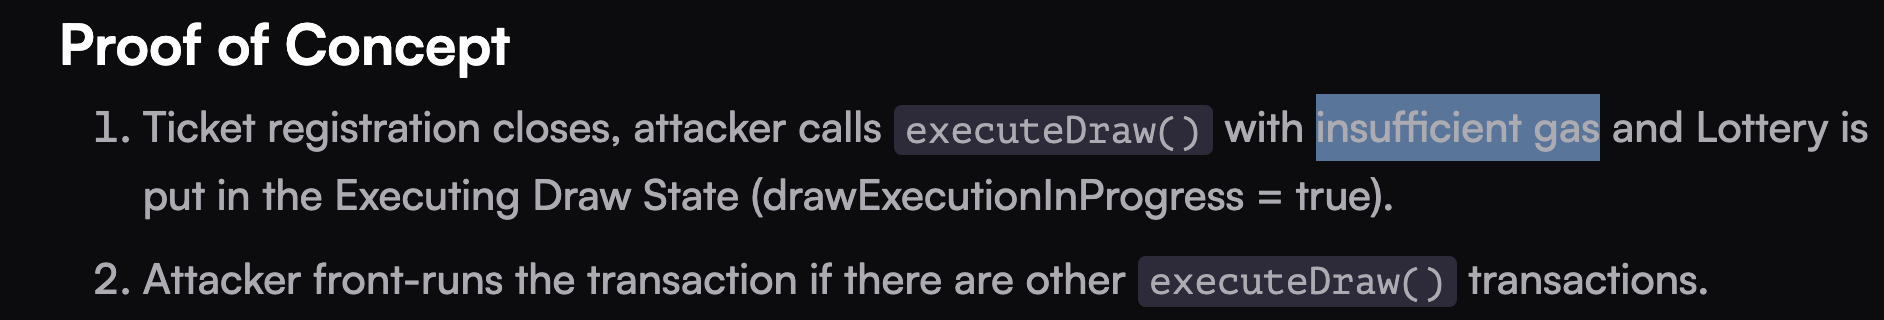 Proof of Concept
1. Ticket registration closes, attacker calls executeDraw() with insufficient gas and Lottery is
put in the Executing Draw State (drawExecutionInProgress = true).
2. Attacker front-runs the transaction if there are other executeDraw() transactions.